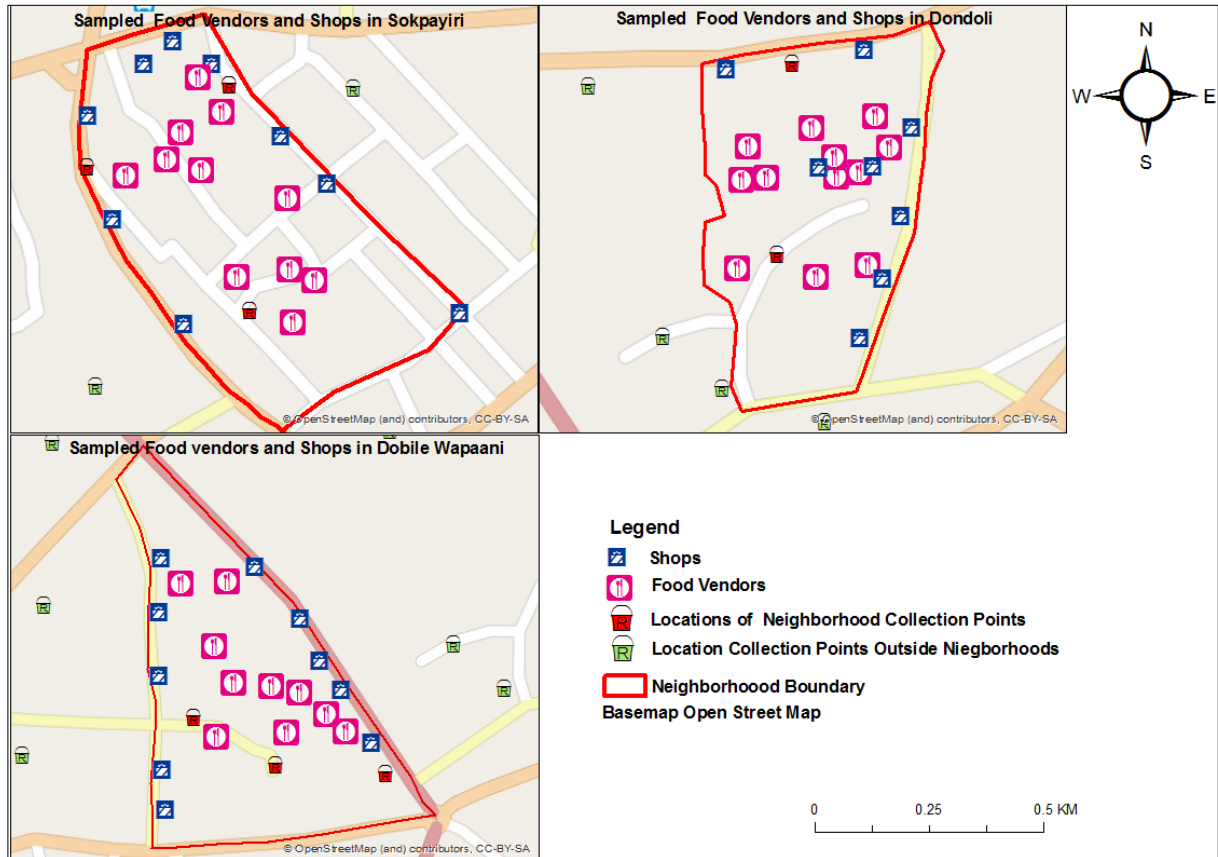 Sampled Food Vendors and Shops in Sokpayiri
Sampled Food Vendors and Shops in Dondoli
N
W E
S
© OpenStreetMap (and) contributors, CC-BY-SA
© OpenStreetMap (and) contributors, CC-BY-SA
Sampled Food vendors and Shops in Dobile Wapaani
© OpenStreetMap (and) contributors, CC-BY-SA
Legend
Shops
Food Vendors
R Locations of Neighborhood Collection Points
R Location Collection Points Outside Niegborhoods
Neighborhoood Boundary
Basemap Open Street Map
0 0.25 0.5 KM